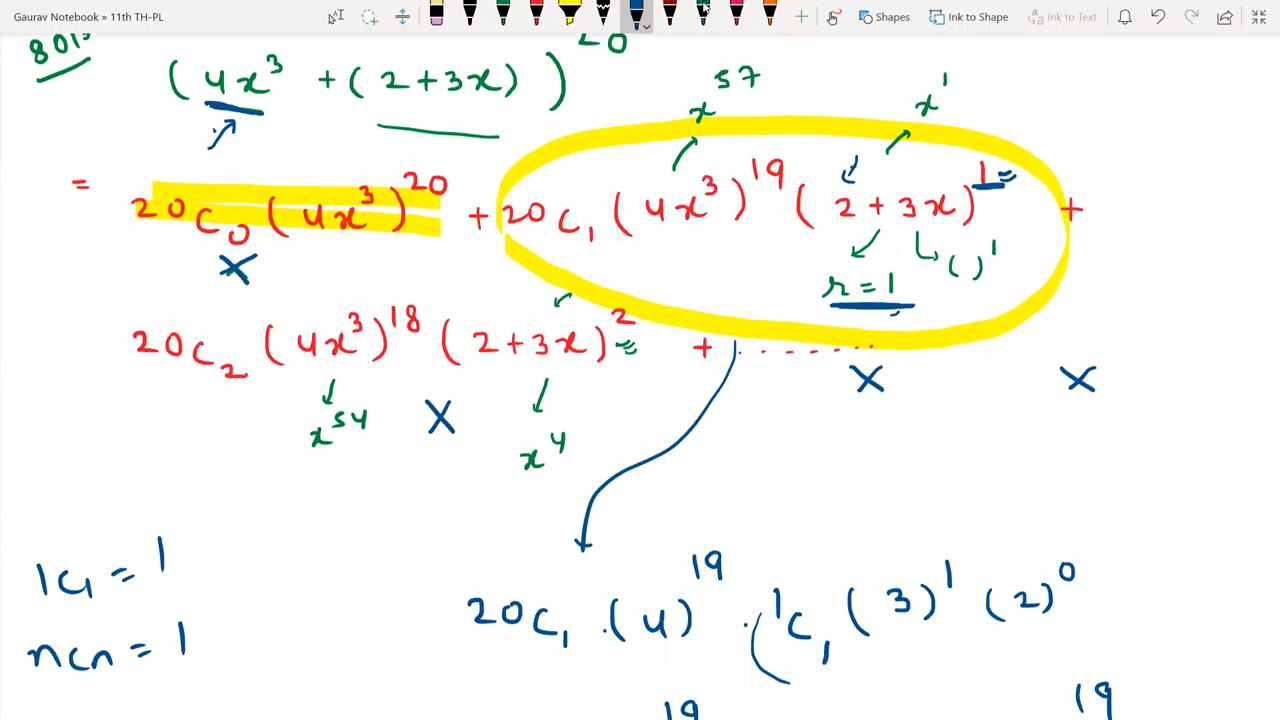 Gaurav Notebook » 11th TH-PL
Shapes Ink to Shape Ink to Text
(4x³ + (2+3x))²⁰
x⁵⁷ x¹
= 20C₀ (4x³)²⁰ + 20C₁ (4x³)¹⁹ (2+3x)¹ +
r=1 ( )¹
20C₂ (4x³)¹⁸ (2+3x)² + .......
X X X X
x⁵⁴ x⁴
1C₁ = 1
nCn = 1
20C₁ . (4)¹⁹ . ¹C₁ (3)¹ (2)⁰
19 19